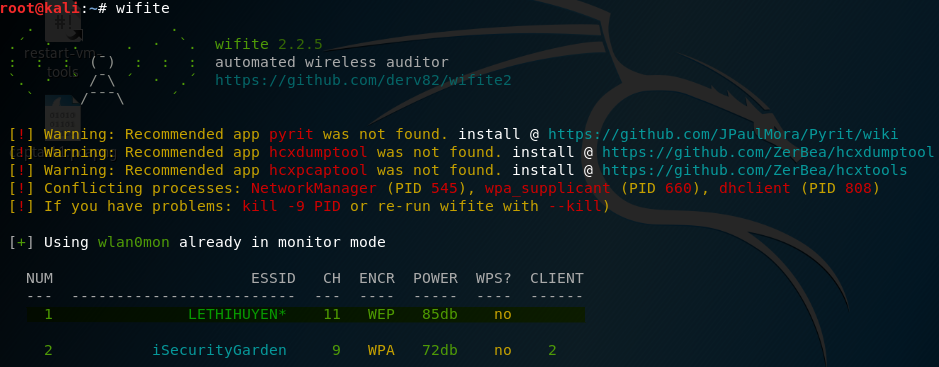 root@kali:~# wifite
wifite 2.2.5
restart-vm-
automated wireless auditor
tools
https://github.com/derv82/wifite2
[!] Warning: Recommended app pyrit was not found. install @ https://github.com/JPaulMora/Pyrit/wiki
[!] Warning: Recommended app hcxdumptool was not found. install @ https://github.com/ZerBea/hcxdumptool
[!] Warning: Recommended app hcxpcaptool was not found. install @ https://github.com/ZerBea/hcxtools
[!] Conflicting processes: NetworkManager (PID 545), wpa_supplicant (PID 660), dhclient (PID 808)
[!] If you have problems: kill -9 PID or re-run wifite with --kill)
[+] Using wlan0mon already in monitor mode
NUM ESSID CH ENCR POWER WPS? CLIENT
--- ------------------------- --- ---- ----- ---- ------
1 LETHIHUYEN* 11 WEP 85db no
2 iSecurityGarden 9 WPA 72db no 2